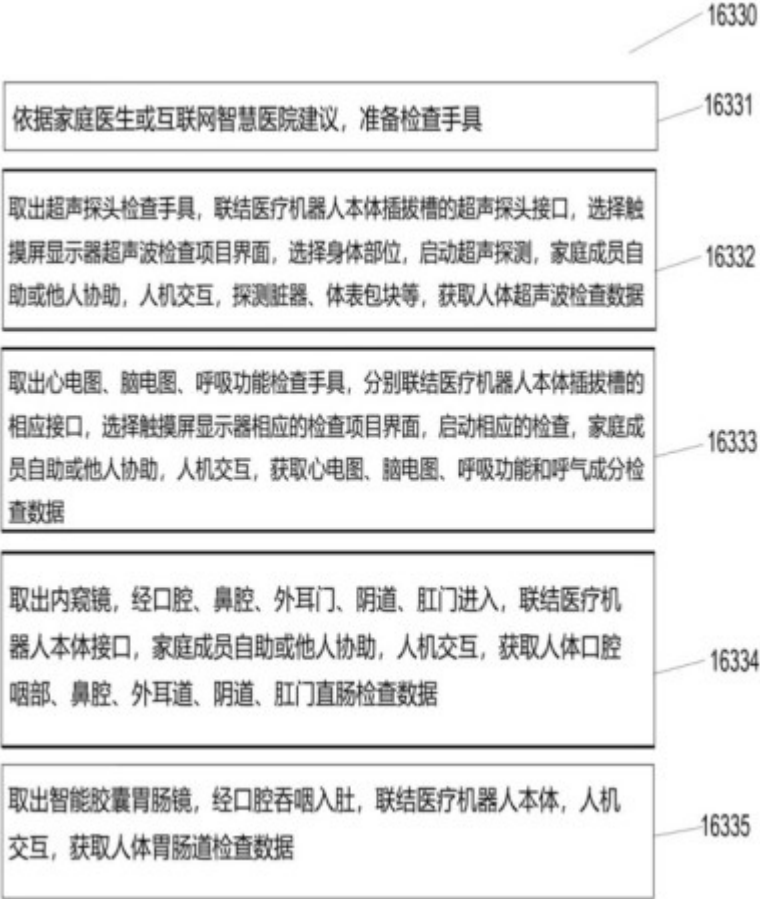 16330
依据家庭医生或互联网智慧医院建议，准备检查手具
16331
取出超声探头检查手具，联结医疗机器人本体插拔槽的超声探头接口，选择触
摸屏显示器超声波检查项目界面，选择身体部位，启动超声探测，家庭成员自
助或他人协助，人机交互，探测脏器、体表包块等，获取人体超声波检查数据
16332
取出心电图、脑电图、呼吸功能检查手具，分别联结医疗机器人本体插拔槽的
相应接口，选择触摸屏显示器相应的检查项目界面，启动相应的检查，家庭成
员自助或他人协助，人机交互，获取心电图、脑电图、呼吸功能和呼气成分检
查数据
16333
取出内窥镜，经口腔、鼻腔、外耳门、阴道、肛门进入，联结医疗机
器人本体接口，家庭成员自助或他人协助，人机交互，获取人体口腔
咽部、鼻腔、外耳道、阴道、肛门直肠检查数据
16334
取出智能胶囊胃肠镜，经口腔吞咽入肚，联结医疗机器人本体，人机
交互，获取人体胃肠道检查数据
16335